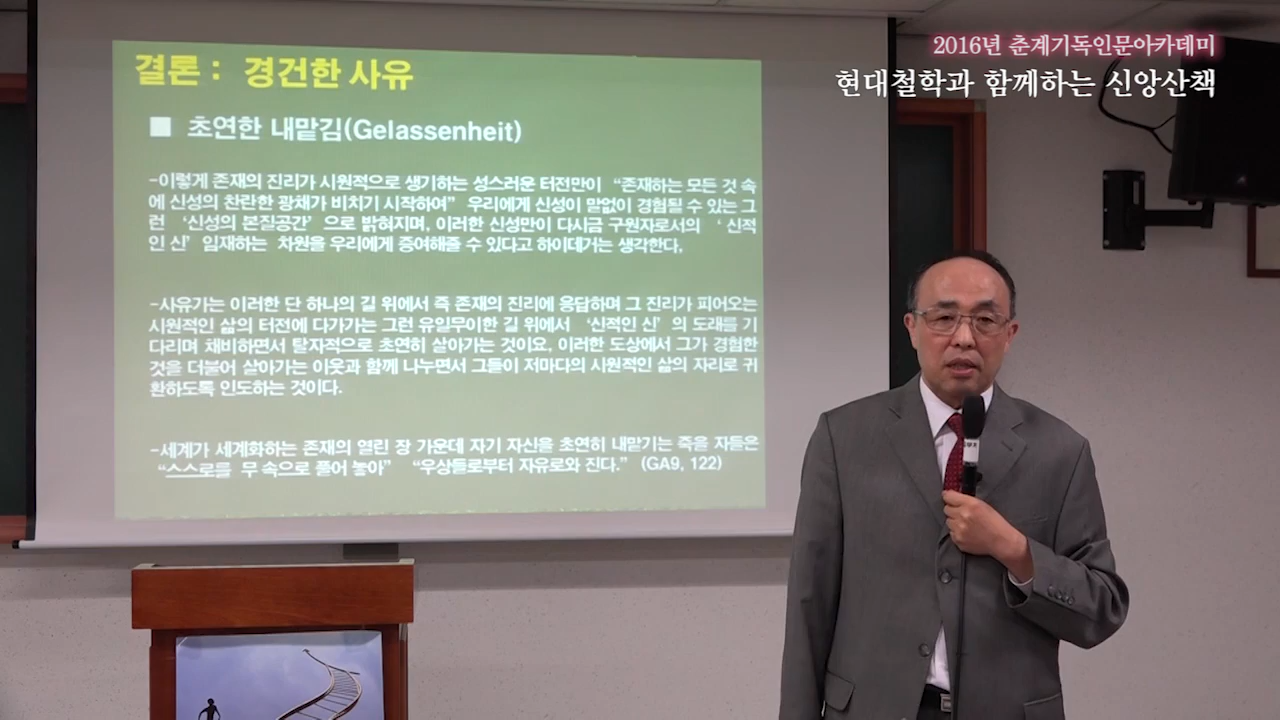 2016년 춘계기독인문아카데미
현대철학과 함께하는 신앙산책
결론 : 경건한 사유
■ 초연한 내맡김(Gelassenheit)
-이렇게 존재의 진리가 시원적으로 생기하는 성스러운 터전만이 “존재하는 모든 것 속
에 신성의 찬란한 광채가 비치기 시작하여” 우리에게 신성이 말없이 경험될 수 있는 그
런 ‘신성의 본질공간’ 으로 밝혀지며, 이러한 신성만이 다시금 구원자로서의 ‘ 신적
인 신’ 임재하는 차원을 우리에게 증여해줄 수 있다고 하이데거는 생각한다.
-사유가는 이러한 단 하나의 길 위에서 즉 존재의 진리에 응답하며 그 진리가 피어오는
시원적인 삶의 터전에 다가가는 그런 유일무이한 길 위에서 ‘신적인 신’ 의 도래를 기
다리며 채비하면서 탈자적으로 초연히 살아가는 것이요, 이러한 도상에서 그가 경험한
것을 더불어 살아가는 이웃과 함께 나누면서 그들이 저마다의 시원적인 삶의 자리로 귀
환하도록 인도하는 것이다.
-세계가 세계화하는 존재의 열린 장 가운데 자기 자신을 초연히 내맡기는 죽을 자들은
“스스로를 무 속으로 풀어 놓아” “우상들로부터 자유로와 진다.” (GA9, 122)